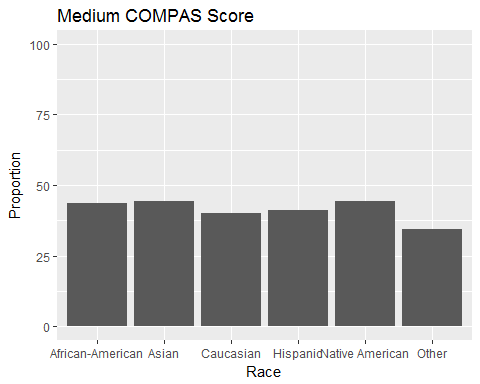 Medium COMPAS Score
100
75
50
25
0
Proportion
African-American Asian Caucasian Hispanic Native American Other
Race